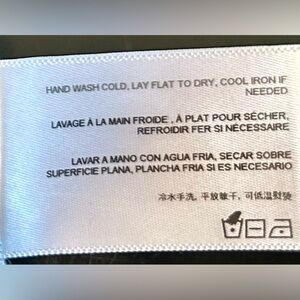 HAND WASH COLD, LAY FLAT TO DRY, COOL IRON IF
NEEDED
LAVAGE À LA MAIN FROIDE , À PLAT POUR SÉCHER,
REFROIDIR FER SI NÉCESSAIRE
LAVAR A MANO CON AGUA FRIA, SECAR SOBRE
SUPERFICIE PLANA, PLANCHA FRIA SI ES NECESARIO
冷水手洗, 平放晾干, 可低温熨烫